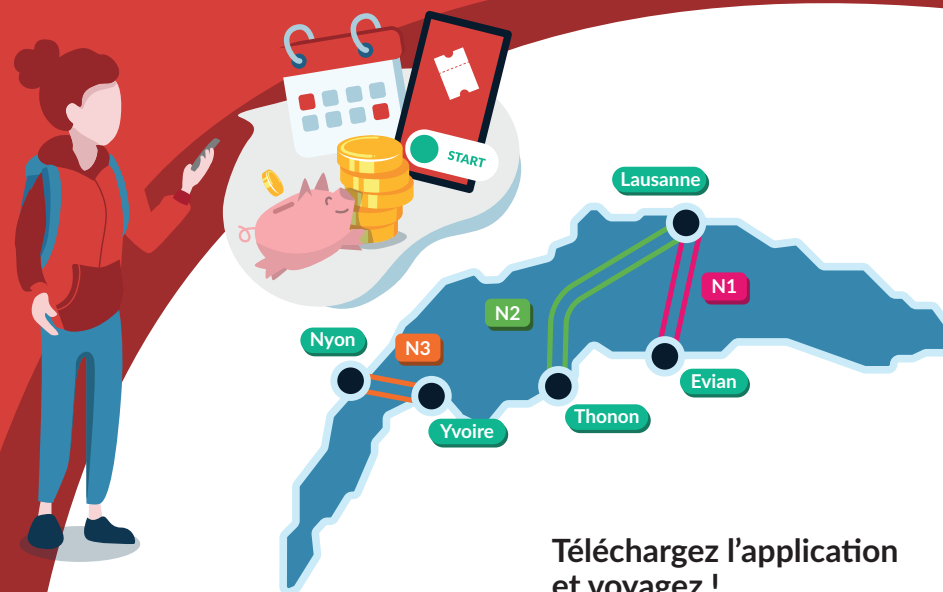 START
Lausanne
N1
N2
Nyon
N3
Evian
Thonon
Yvoire
Téléchargez l’application
et voyagez !